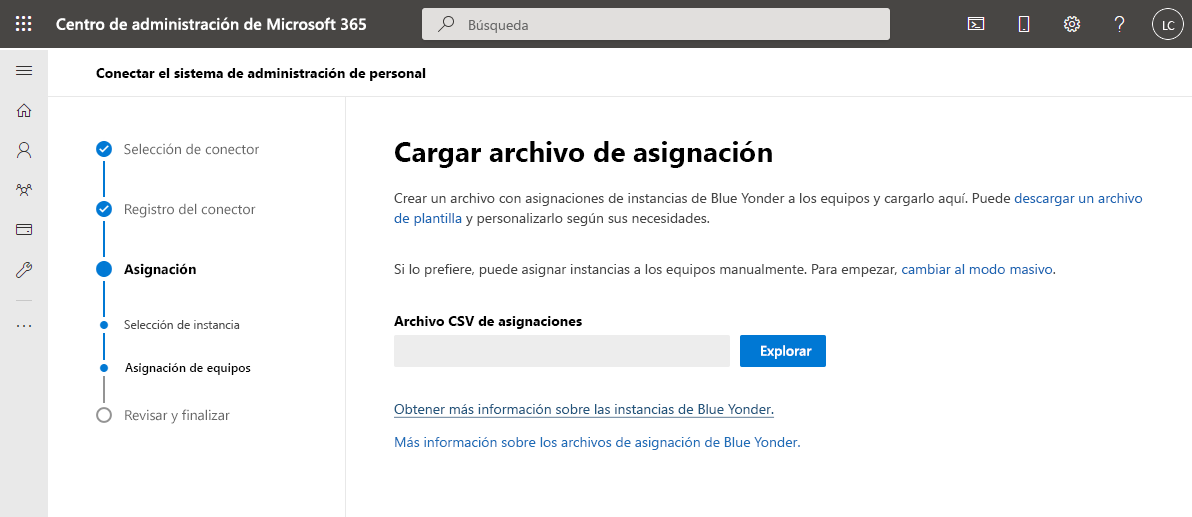 Centro de administración de Microsoft 365
Búsqueda
LC
Conectar el sistema de administración de personal
Selección de conector
Registro del conector
Asignación
Selección de instancia
Asignación de equipos
Revisar y finalizar
Cargar archivo de asignación
Crear un archivo con asignaciones de instancias de Blue Yonder a los equipos y cargarlo aquí. Puede descargar un archivo
de plantilla y personalizarlo según sus necesidades.
Si lo prefiere, puede asignar instancias a los equipos manualmente. Para empezar, cambiar al modo masivo.
Archivo CSV de asignaciones
Explorar
Obtener más información sobre las instancias de Blue Yonder.
Más información sobre los archivos de asignación de Blue Yonder.